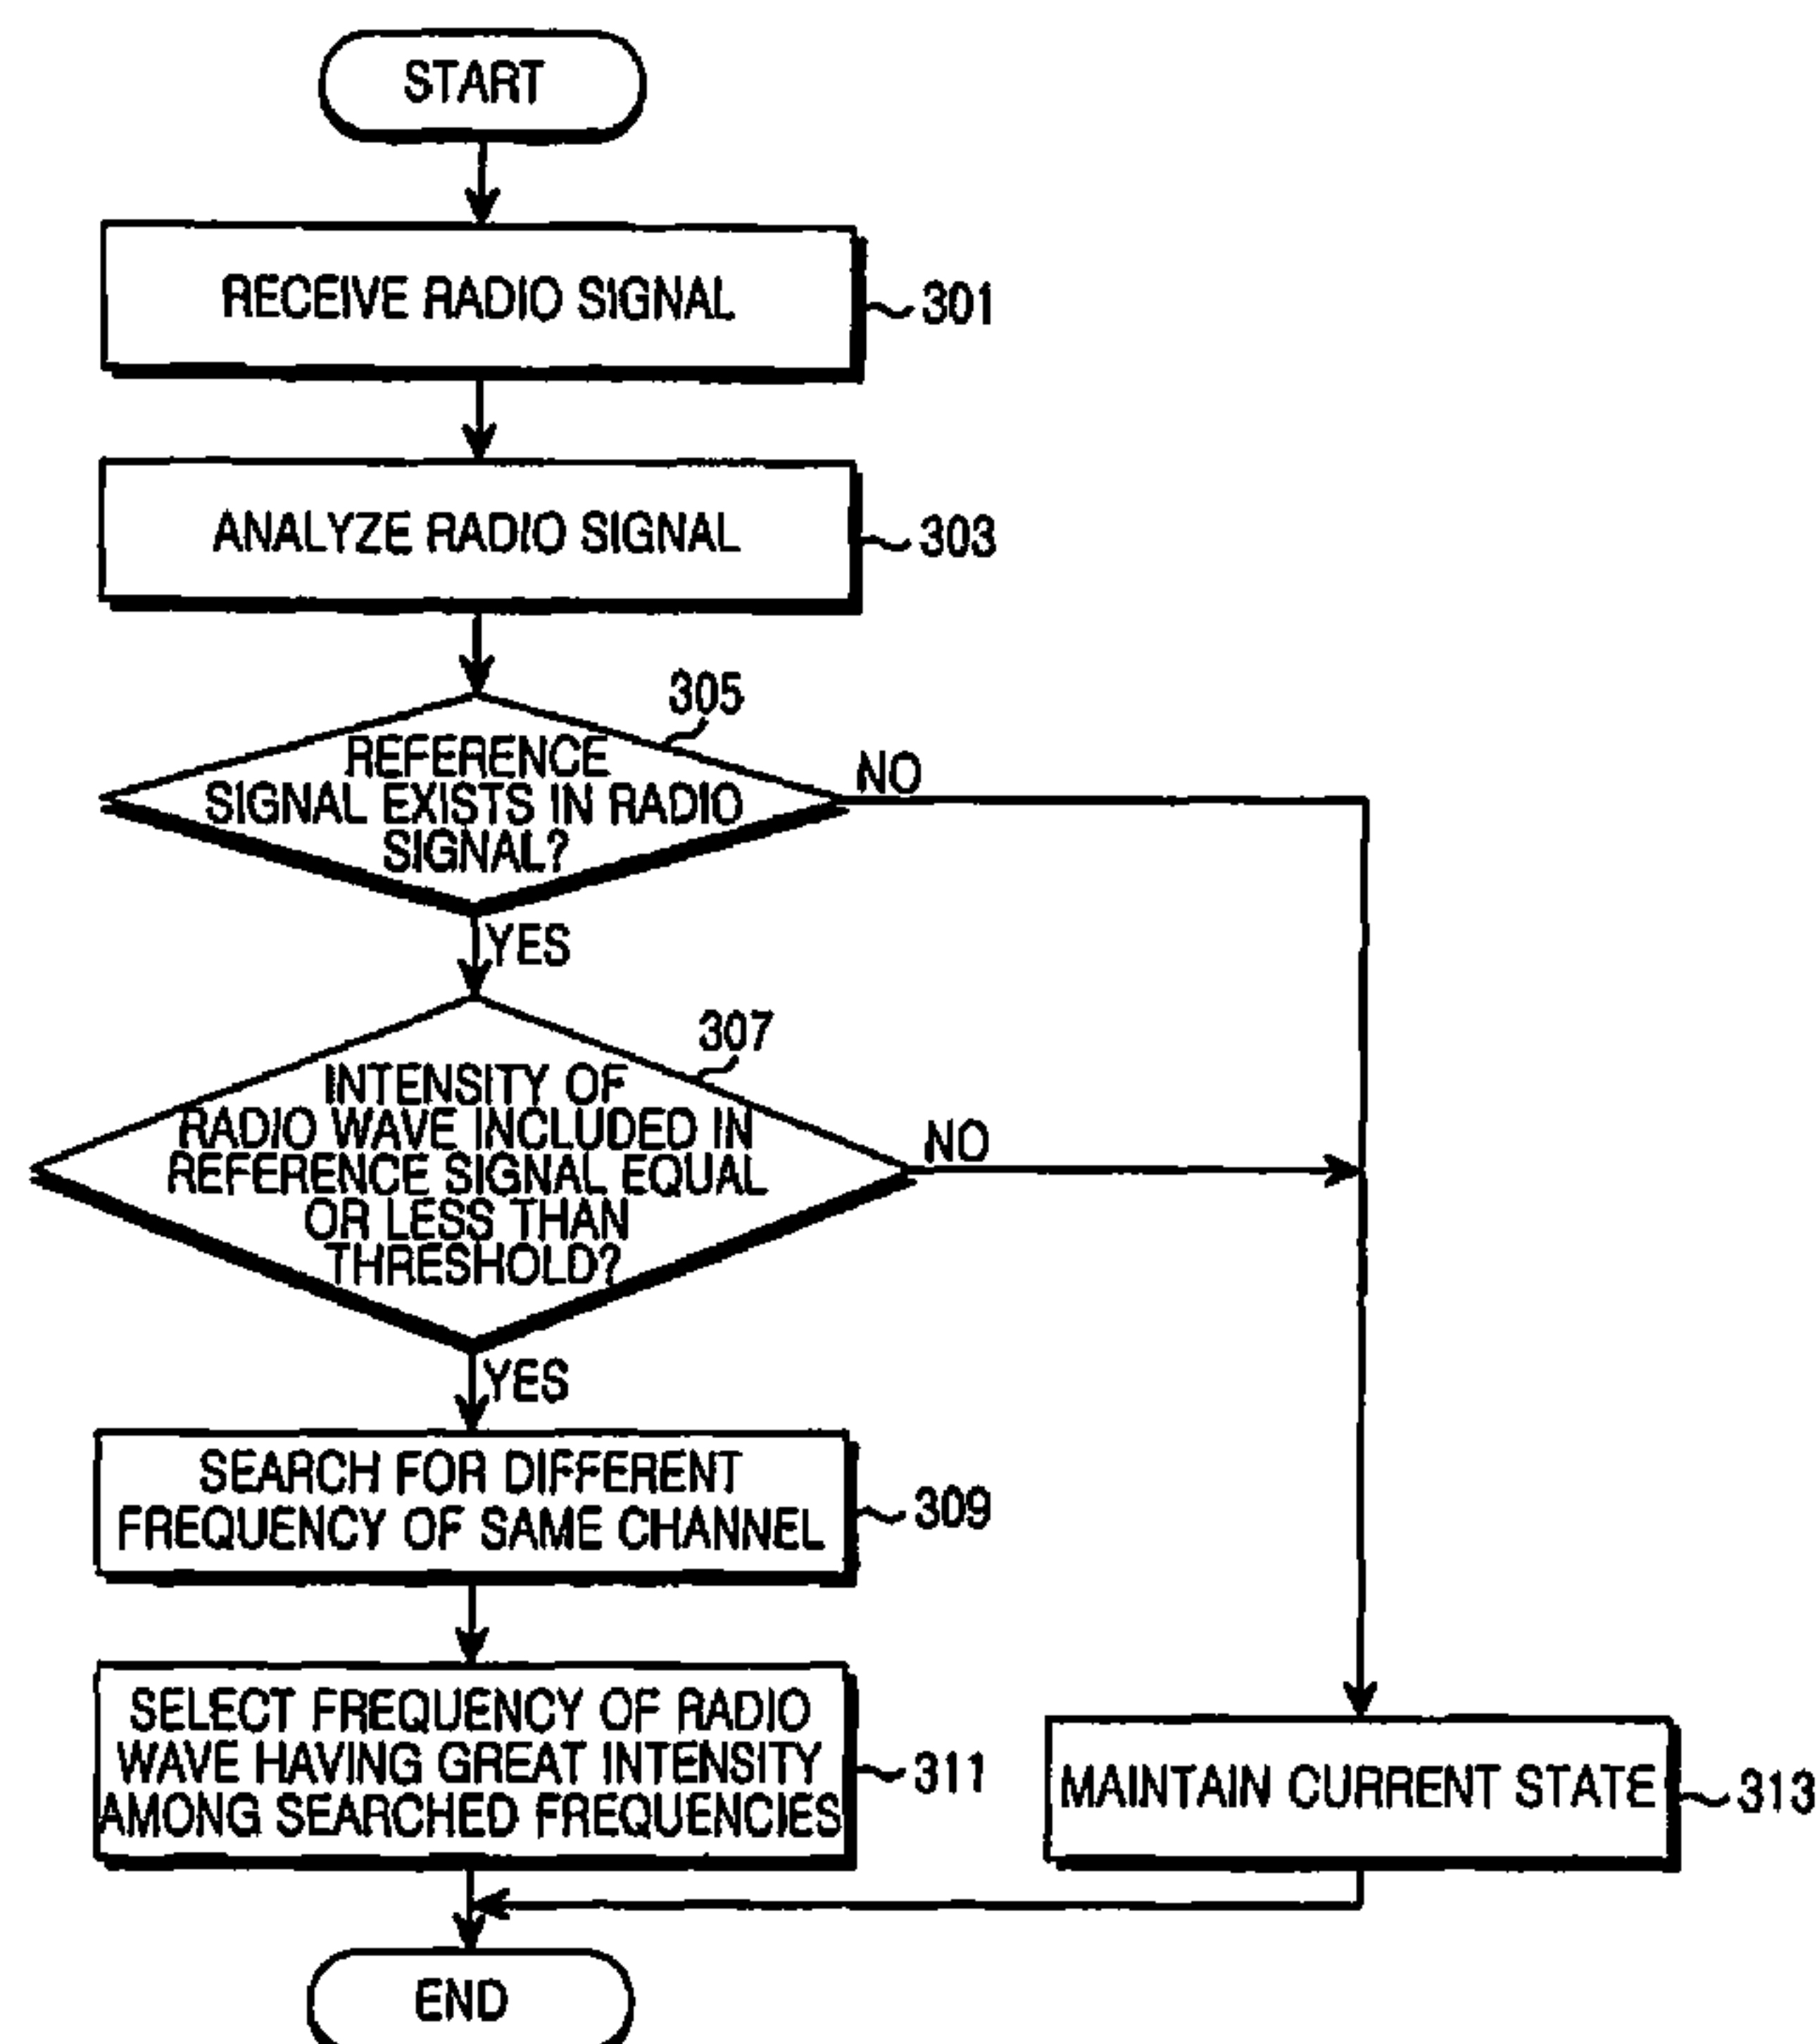 START
RECEIVE RADIO SIGNAL
301
ANALYZE RADIO SIGNAL
303
305
REFERENCE
SIGNAL EXISTS IN RADIO
SIGNAL?
NO
YES
307
INTENSITY OF
RADIO WAVE INCLUDED IN
REFERENCE SIGNAL EQUAL
OR LESS THAN
THRESHOLD?
NO
YES
SEARCH FOR DIFFERENT
FREQUENCY OF SAME CHANNEL
309
SELECT FREQUENCY OF RADIO
WAVE HAVING GREAT INTENSITY
AMONG SEARCHED FREQUENCIES
311
MAINTAIN CURRENT STATE
313
END